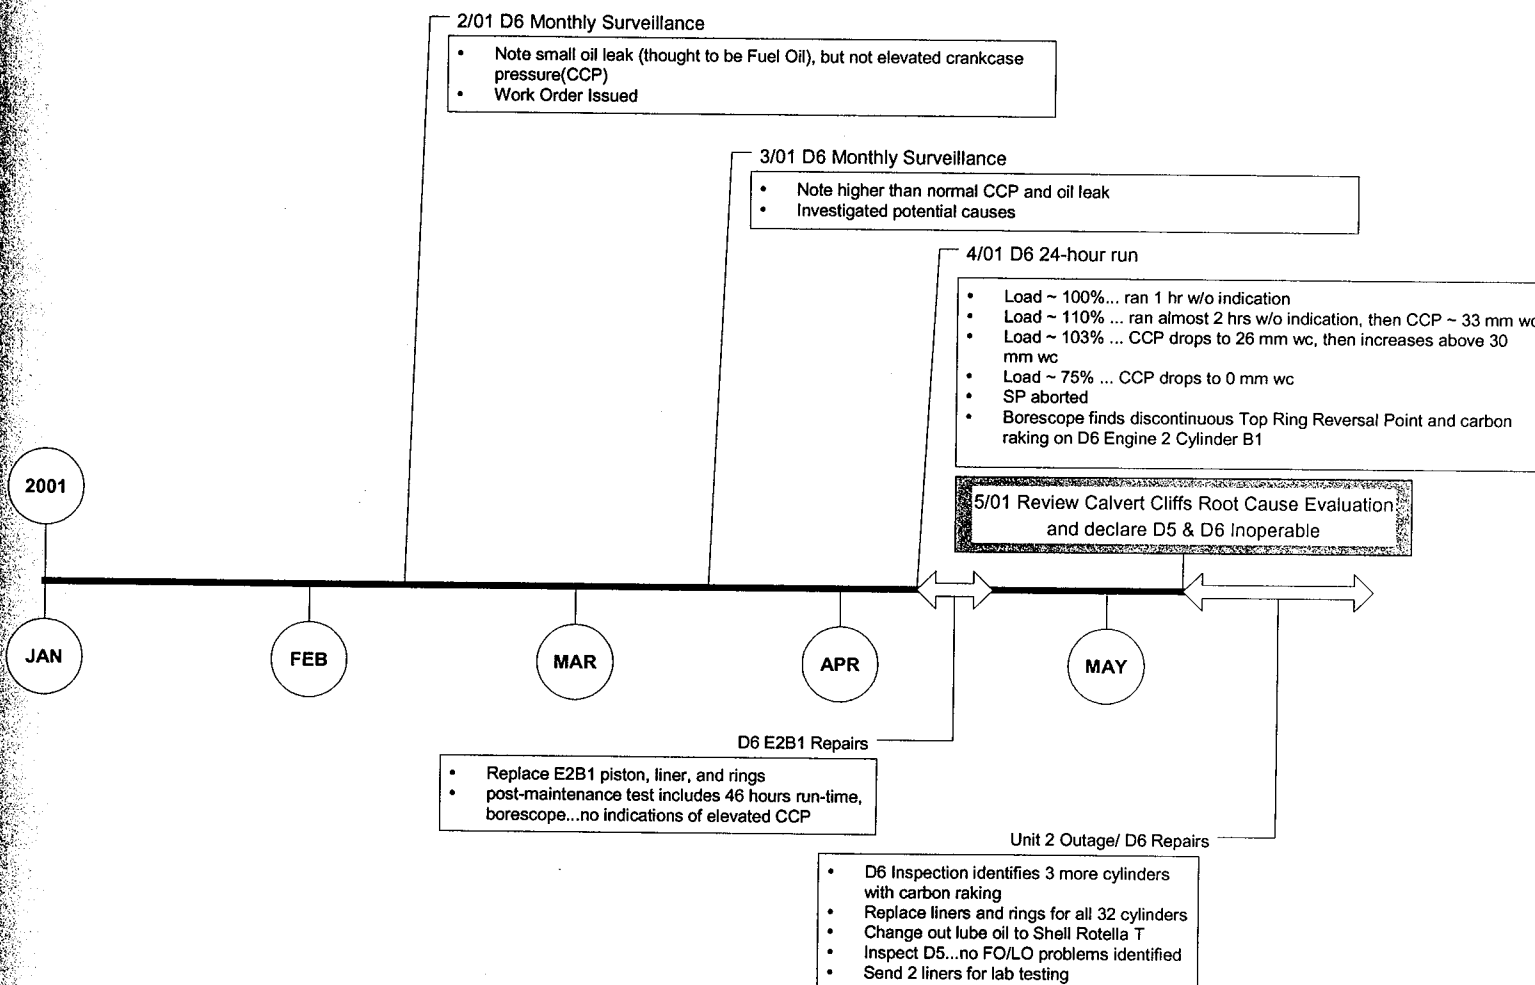 2/01 D6 Monthly Surveillance
• Note small oil leak (thought to be Fuel Oil), but not elevated crankcase
pressure(CCP)
• Work Order Issued
3/01 D6 Monthly Surveillance
• Note higher than normal CCP and oil leak
• Investigated potential causes
4/01 D6 24-hour run
• Load ~ 100%... ran 1 hr w/o indication
• Load ~ 110% ... ran almost 2 hrs w/o indication, then CCP ~ 33 mm wc
• Load ~ 103% ... CCP drops to 26 mm wc, then increases above 30
mm wc
• Load ~ 75% ... CCP drops to 0 mm wc
• SP aborted
• Borescope finds discontinuous Top Ring Reversal Point and carbon
raking on D6 Engine 2 Cylinder B1
2001
5/01 Review Calvert Cliffs Root Cause Evaluation
and declare D5 & D6 Inoperable
JAN
FEB
MAR
APR
MAY
D6 E2B1 Repairs
• Replace E2B1 piston, liner, and rings
• post-maintenance test includes 46 hours run-time,
borescope...no indications of elevated CCP
Unit 2 Outage/ D6 Repairs
• D6 Inspection identifies 3 more cylinders
with carbon raking
• Replace liners and rings for all 32 cylinders
• Change out lube oil to Shell Rotella T
• Inspect D5...no FO/LO problems identified
• Send 2 liners for lab testing